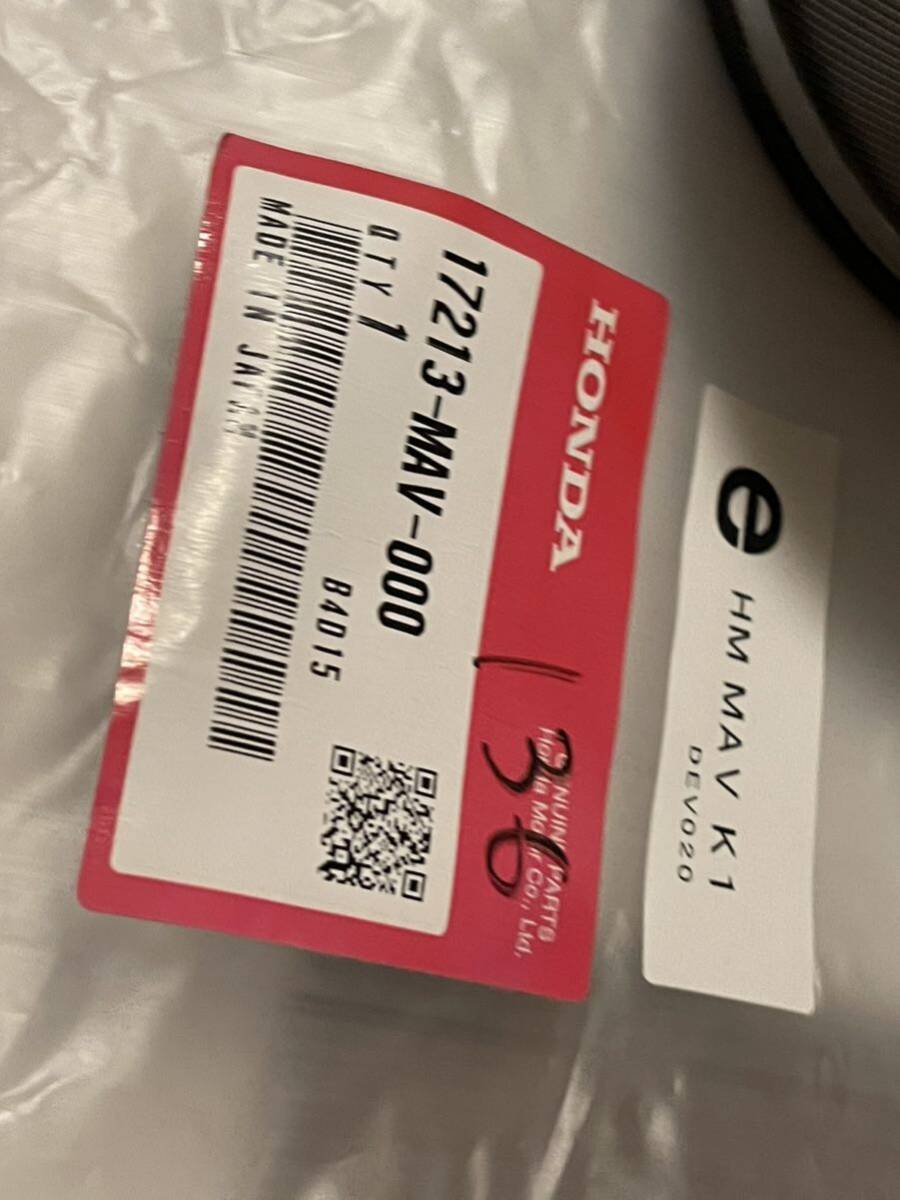 HONDA
GENUINE PARTS
Honda Motor Co., Ltd.
136
17213-MAV-000
QTY 1
B4D15
MADE IN JAPAN
e HM MAV K1
DEV020